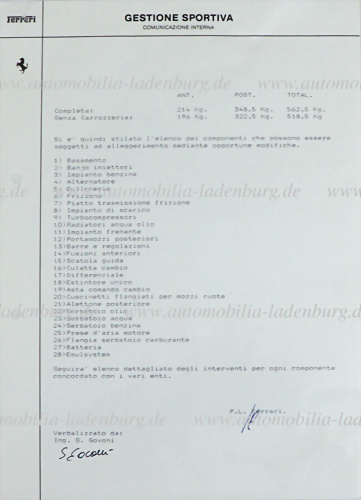 Ferrari
GESTIONE SPORTIVA
COMUNICAZIONE INTERNA
ANT. POST. TOTAL.
Completa: 214 Kg. 348,5 Kg. 562,5 Kg.
Senza Carrozzeria: 196 Kg. 322,5 Kg. 518,5 Kg.
Si e' quindi stilato l'elenco dei componenti che possono essere
soggetti ad alleggerimento mediante opportune modifiche.
1) Basamento
2) Banjo iniettori
3) Impianto benzina
4) Alternatore
5) Bulloneria
6) Frizione
7) Piatto trasmissione frizione
8) Impianto di scarico
9) Turbocompressori
10)Radiatori acqua olio
11)Impianto frenante
12)Portamozzi posteriori
13)Barre e regolazioni
14)Fusioni anteriori
15)Scatola guida
16)Culatta cambio
17)Differenziale
18)Estintore unico
19)Asta comando cambio
20)Cuscinetti flangiati per mozzi ruote
21)Alettone posteriore
22)Serbatoio olio
23)Serbatoio acqua
24)Serbatoio benzina
25)Prese d'aria motore
26)Flangia serbatoio carburante
27)Batteria
28)Emulsystem
Seguira' elenco dettagliato degli interventi per ogni componente
concordato con i vari enti.
P.L. Ferrari.
Verbalizzato da:
Ing. S. Govoni
S Govoni
www.automobilia-ladenburg.de